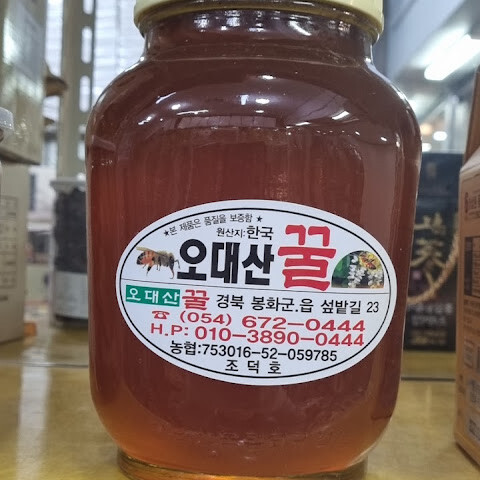 ★본 제품은 품질을 보증함★
원산지:한국
오대산 꿀
오대산 꿀 경북 봉화군.읍 섶밭길 23
☎ (054) 672-0444
H.P: 010-3890-0444
농협:753016-52-059785
조덕호